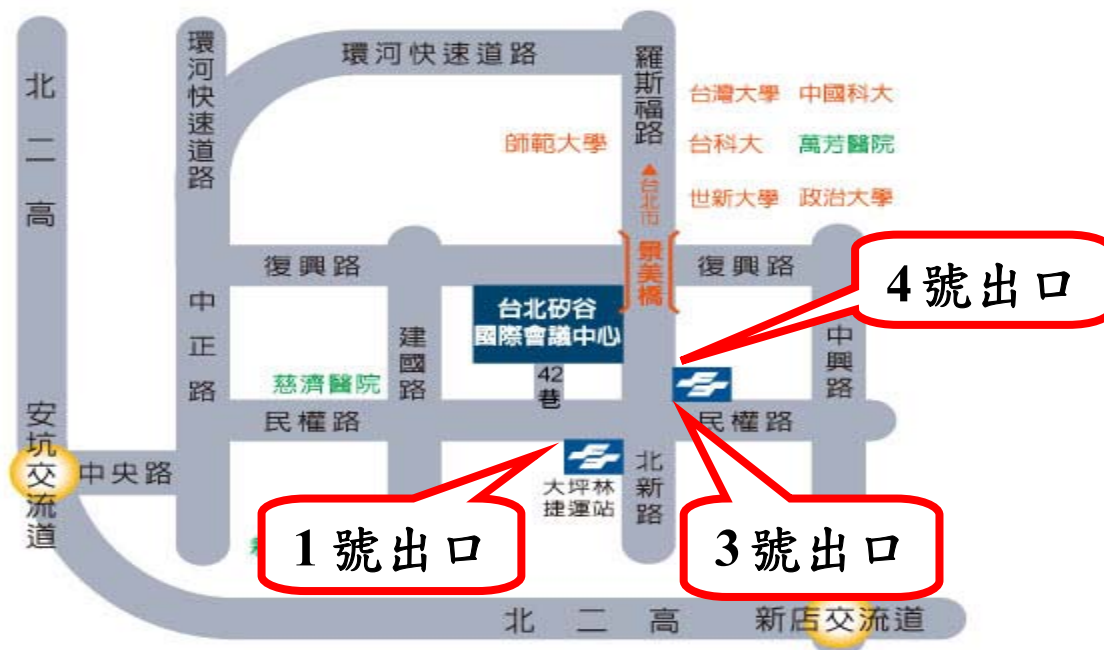 北二高
環河快速道路
環河快速道路
羅斯福路
台灣大學 中國科大
師範大學
台科大 萬芳醫院
▲台北市
世新大學 政治大學
復興路
景美橋
復興路
4號出口
中正路
建國路
台北矽谷
國際會議中心
中興路
42
巷
慈濟醫院
民權路
民權路
安坑交流道
中央路
大坪林
捷運站
北新路
1號出口
3號出口
北二高
新店交流道